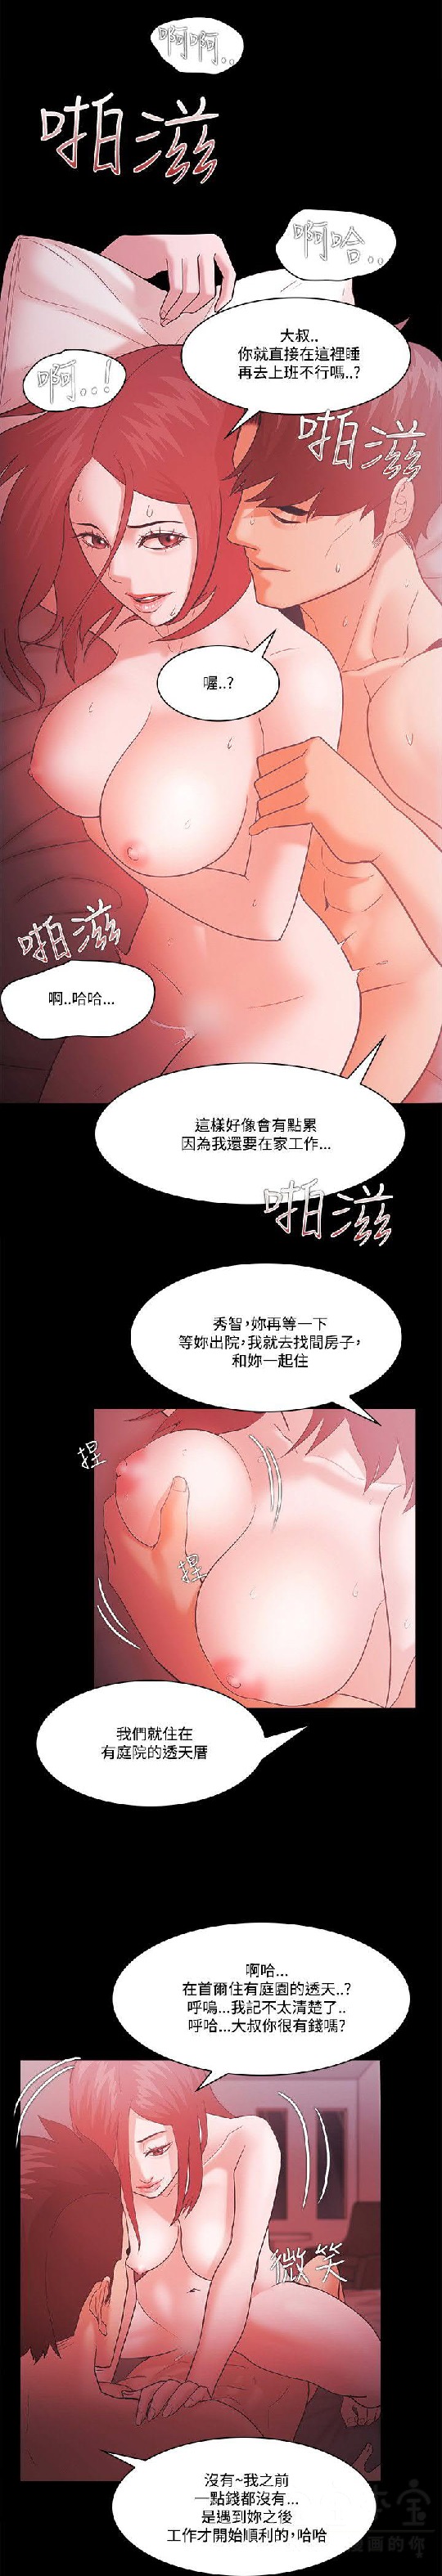 啊啊..
啪滋
啊哈..
大叔..
你就直接在這裡睡
再去上班不行嗎..?
啊..!
啪滋
喔..?
啪滋
啊..哈哈...
這樣好像會有點累
因為我還要在家工作...
啪滋
秀智,妳再等一下
等妳出院,我就去找間房子,
和妳一起住
捏
捏
我們就住在
有庭院的透天厝
啊哈...
在首爾住有庭園的透天..?
呼嗚...我記不太清楚了..
呼哈...大叔你很有錢嗎?
微笑
沒有~我之前
一點錢都沒有...
是遇到妳之後
工作才開始順利的,哈哈
漫画的你